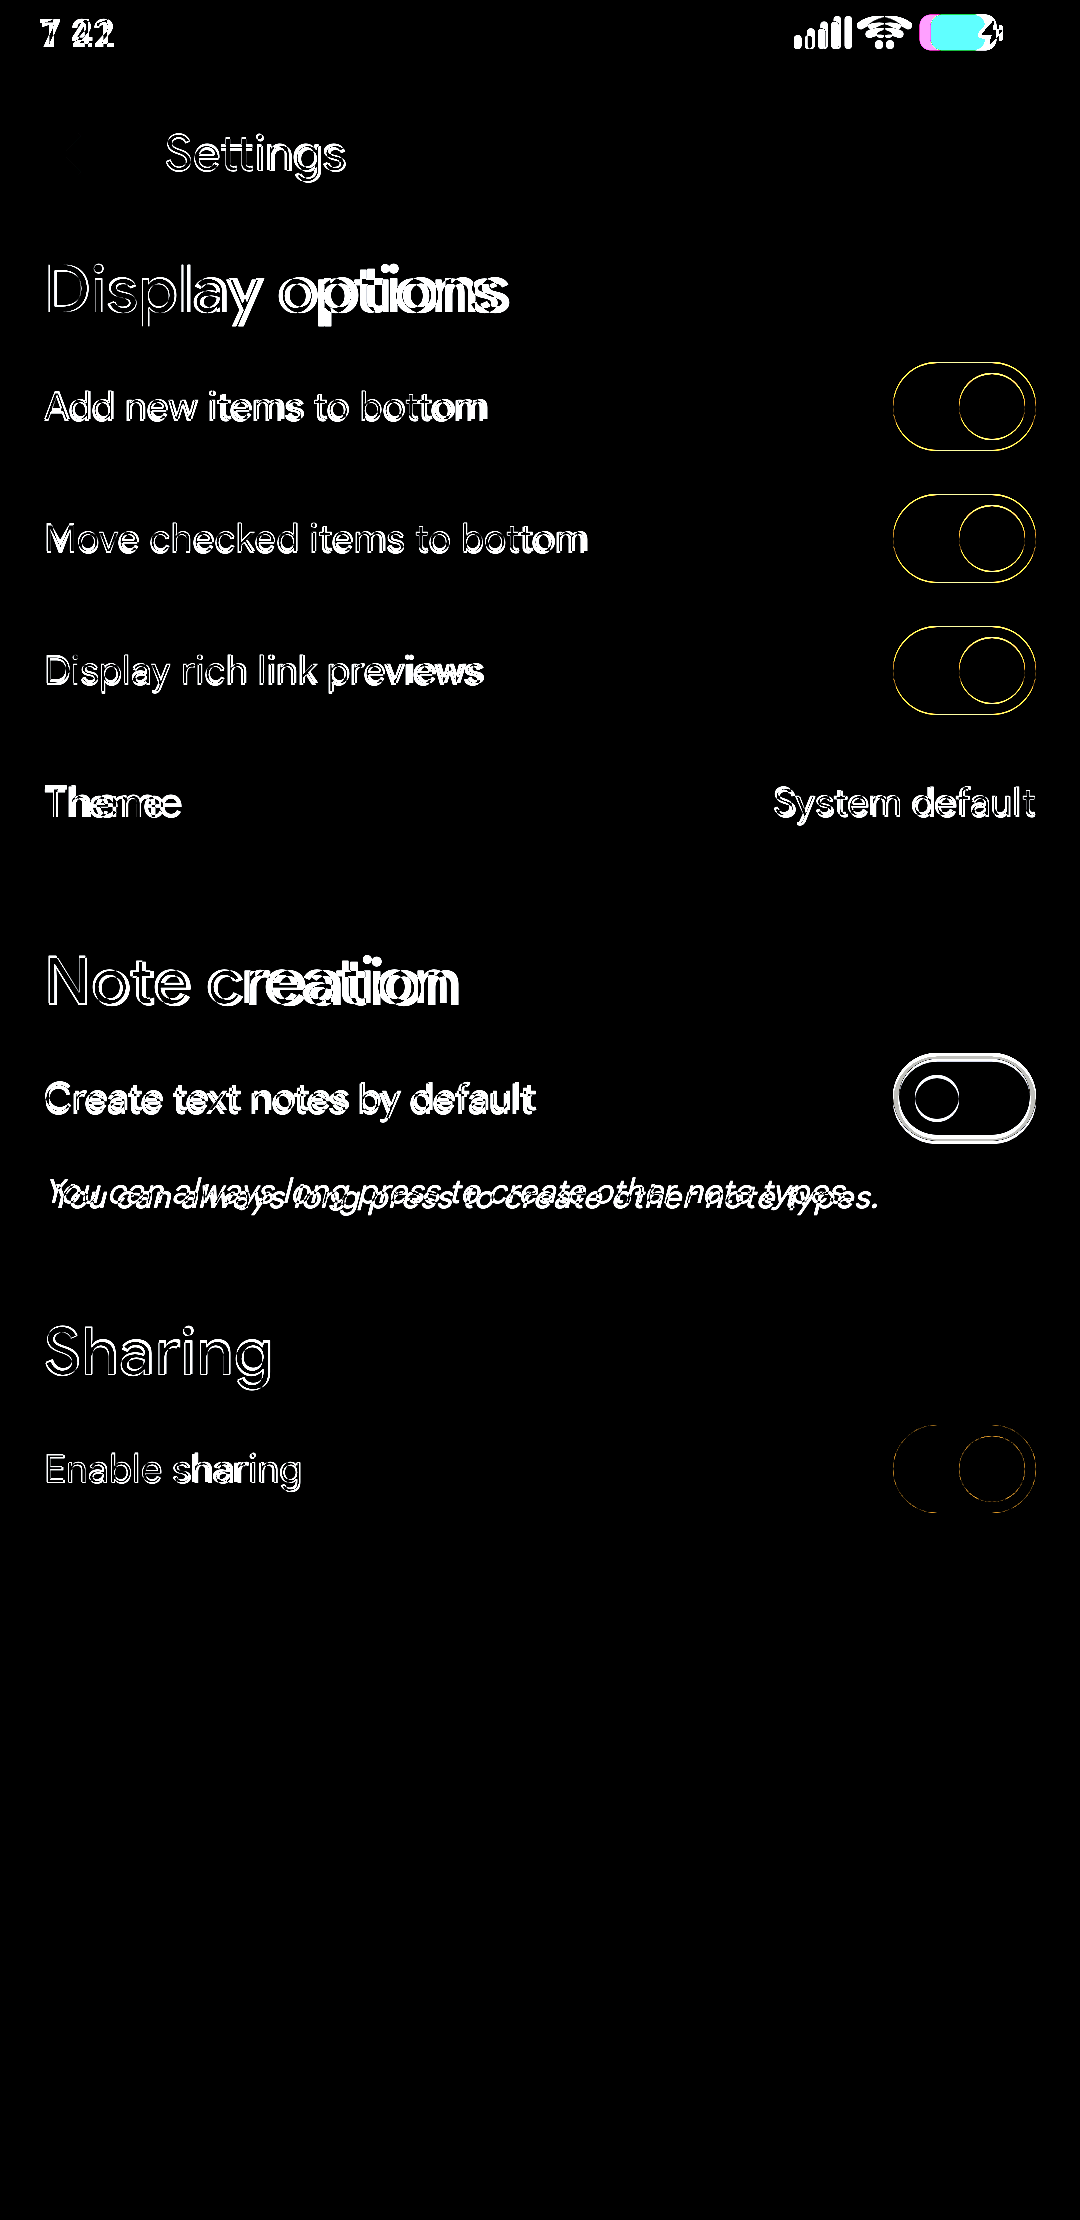 Settings
Display options
Add new items to bottom
Move checked items to bottom
Display rich link previews
Theme
System default
Note creation
Create text notes by default
You can always long press to create other note types.
Sharing
Enable sharing